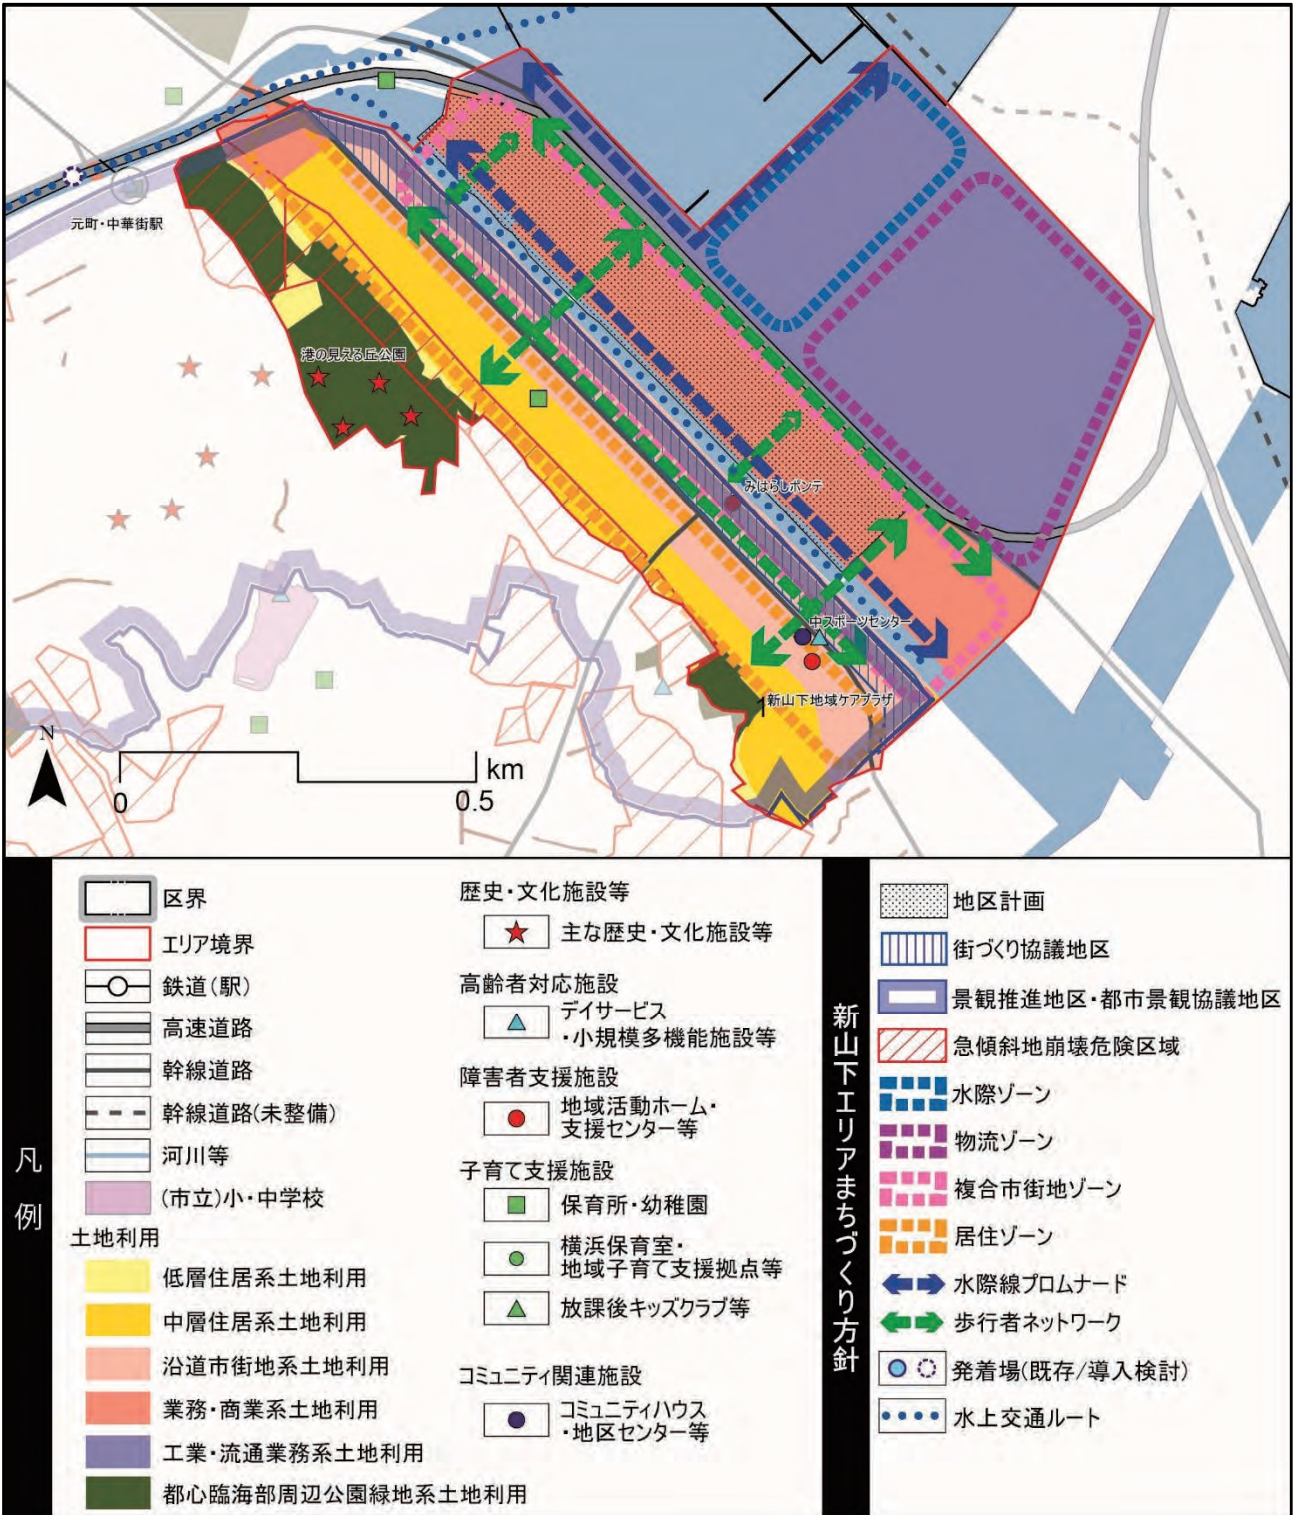 元町・中華街駅
港の見える丘公園
みはらしポンテ
中スポーツセンター
1
新山下地域ケアプラザ
N
km
0
0.5
凡例
区界
エリア境界
鉄道(駅)
高速道路
幹線道路
幹線道路(未整備)
河川等
(市立)小・中学校
土地利用
低層住居系土地利用
中層住居系土地利用
沿道市街地系土地利用
業務・商業系土地利用
工業・流通業務系土地利用
都心臨海部周辺公園緑地系土地利用
歴史・文化施設等
主な歴史・文化施設等
高齢者対応施設
デイサービス
・小規模多機能施設等
障害者支援施設
地域活動ホーム・
支援センター等
子育て支援施設
保育所・幼稚園
横浜保育室・
地域子育て支援拠点等
放課後キッズクラブ等
コミュニティ関連施設
コミュニティハウス
・地区センター等
新山下エリアまちづくり方針
地区計画
街づくり協議地区
景観推進地区・都市景観協議地区
急傾斜地崩壊危険区域
水際ゾーン
物流ゾーン
複合市街地ゾーン
居住ゾーン
水際線プロムナード
歩行者ネットワーク
発着場(既存/導入検討)
水上交通ルート